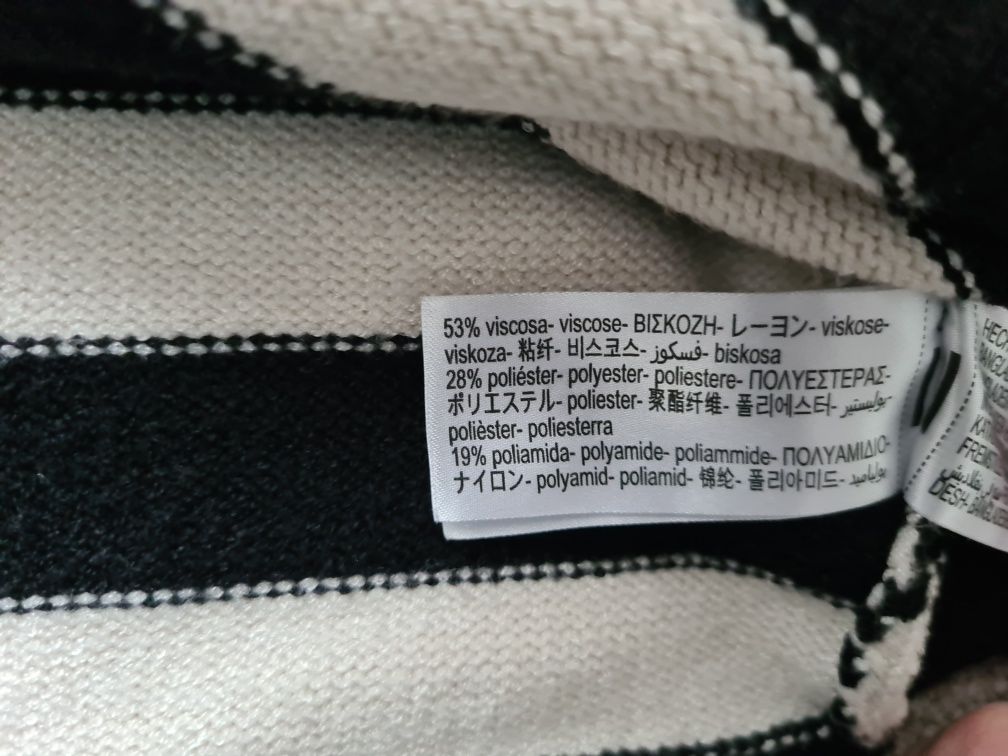 53% viscosa- viscose- ΒΙΣΚΟΖΗ- レーヨン- viskose-
viskoza- 粘纤- 비스코스- فسكوز- biskosa
28% poliéster- polyester- poliestere- ΠΟΛΥΕΣΤΕΡΑΣ-
ポリエステル- poliester- 聚酯纤维- 폴리에스터- بوليستير-
polièster- poliesterra
19% poliamida- polyamide- poliammide- ΠΟΛΥΑΜΙΔΙΟ-
ナイロン- polyamid- poliamid- 锦纶- 폴리아미드- بولياميد